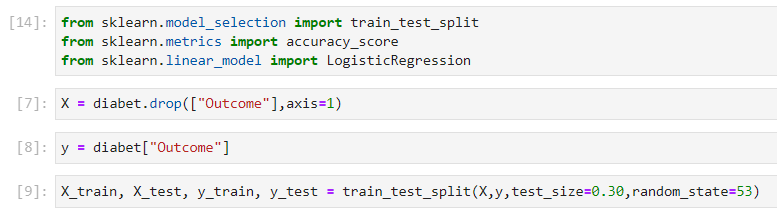 [14]: from sklearn.model_selection import train_test_split
from sklearn.metrics import accuracy_score
from sklearn.linear_model import LogisticRegression
[7]: X = diabet.drop(["Outcome"],axis=1)
[8]: y = diabet["Outcome"]
[9]: X_train, X_test, y_train, y_test = train_test_split(X,y,test_size=0.30,random_state=53)